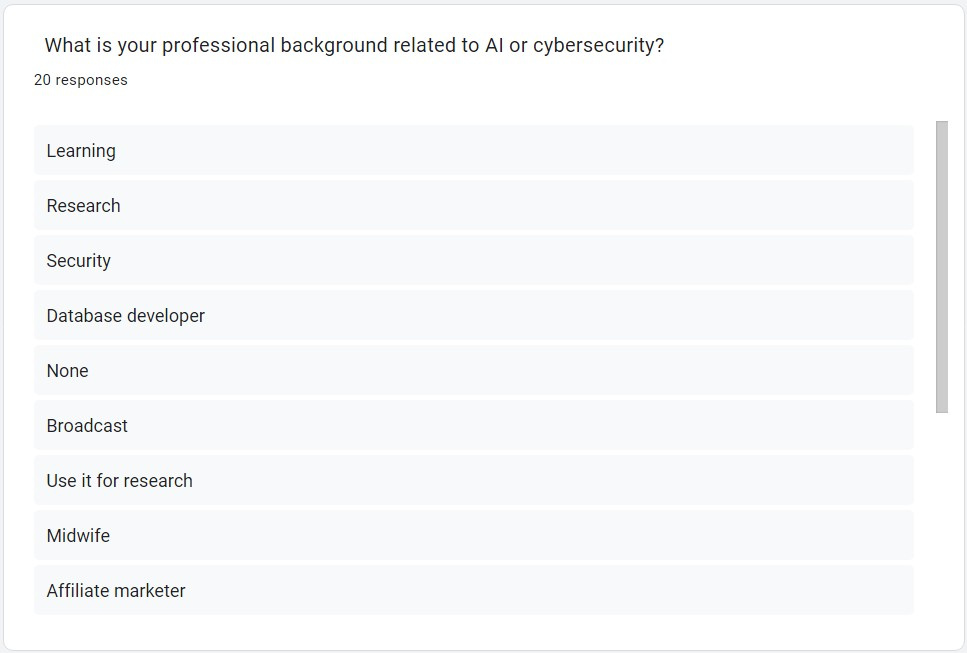 What is your professional background related to AI or cybersecurity?
20 responses
Learning
Research
Security
Database developer
None
Broadcast
Use it for research
Midwife
Affiliate marketer